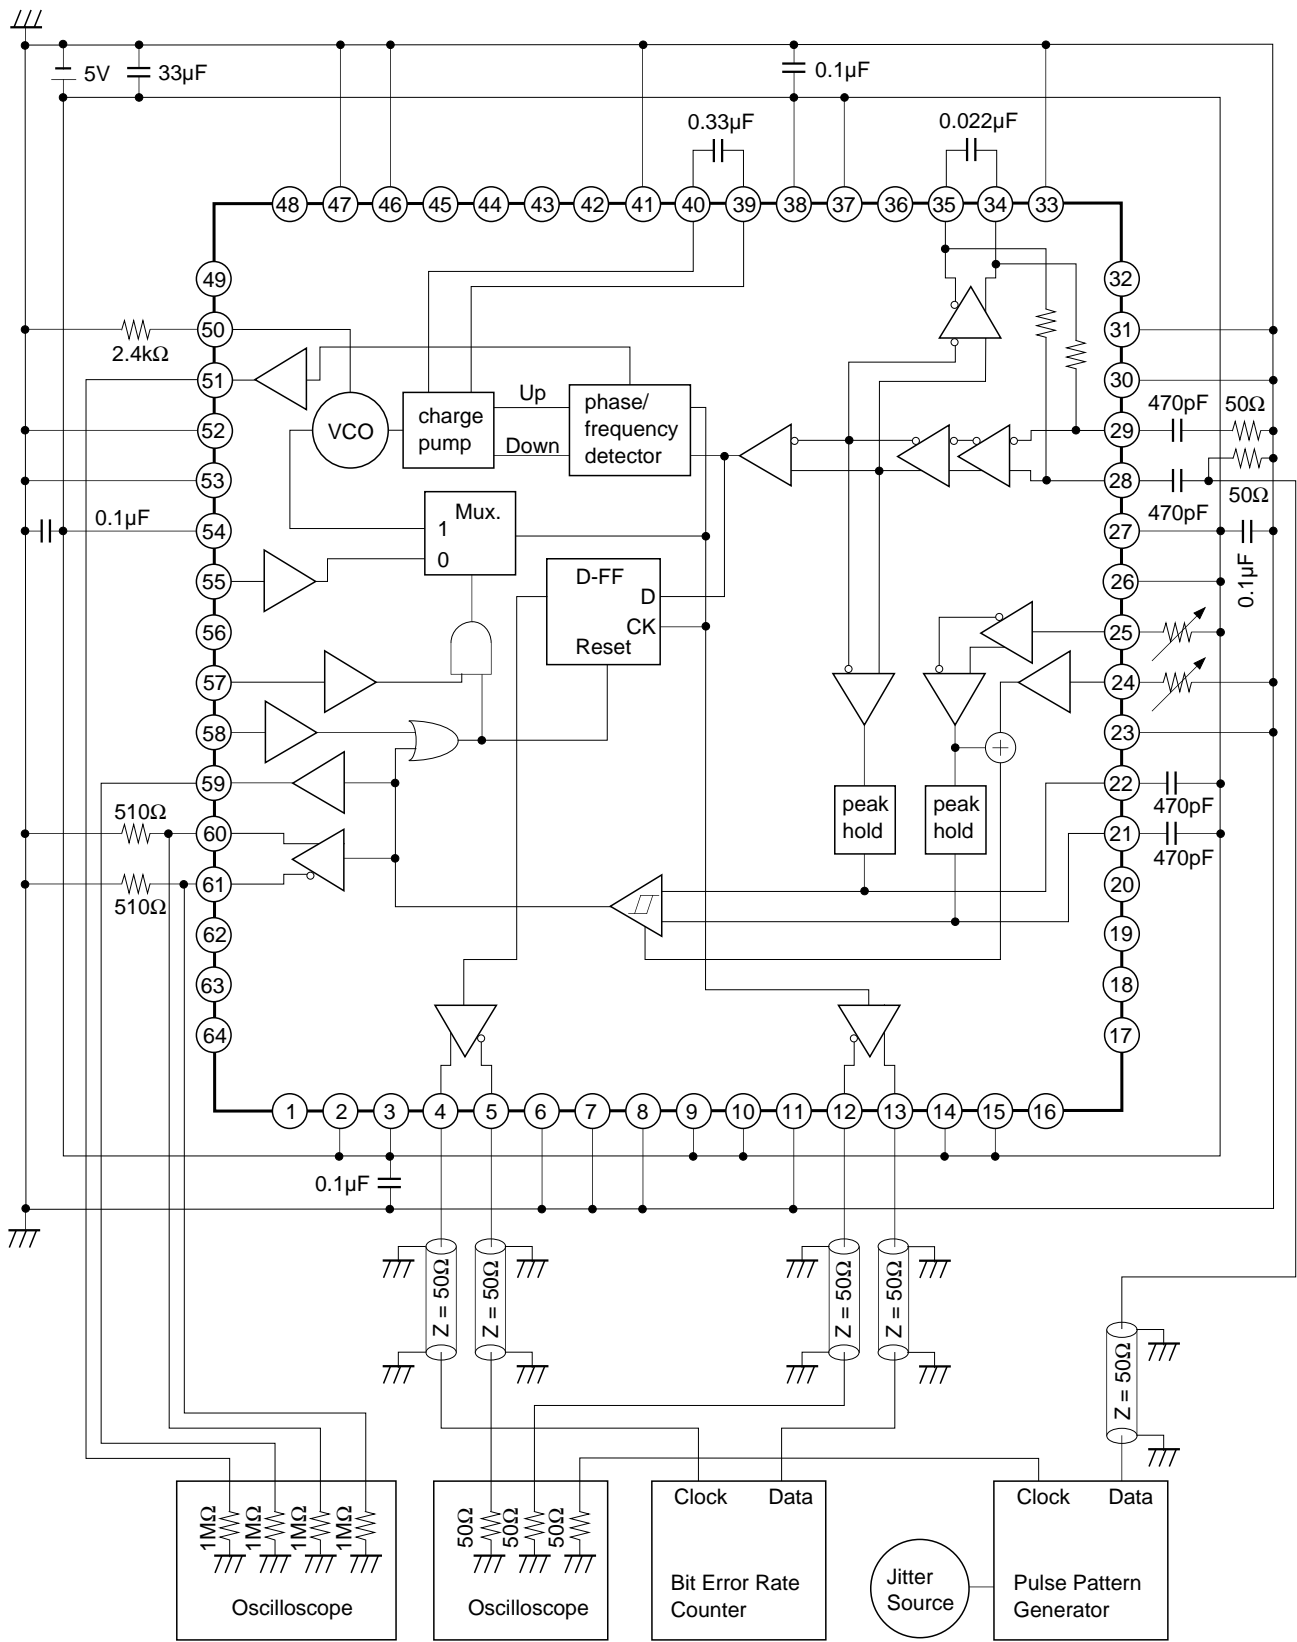 5V
33µF
0.1µF
0.33µF
0.022µF
48 47 46 45 44 43 42 41 40 39 38 37 36 35 34 33
49
32
50
31
2.4kΩ
51
30
Up
phase/
frequency
detector
charge
pump
Down
VCO
470pF
50Ω
52
29
53
28
470pF
50Ω
Mux.
1
0
0.1µF
54
27
0.1µF
D-FF
D
CK
Reset
55
26
56
25
57
24
58
23
59
22
470pF
peak
hold
peak
hold
510Ω
60
21
470pF
61
20
510Ω
62
19
63
18
64
17
1 2 3 4 5 6 7 8 9 10 11 12 13 14 15 16
0.1µF
Z = 50Ω
Z = 50Ω
Z = 50Ω
Z = 50Ω
Z = 50Ω
1MΩ
1MΩ
1MΩ
1MΩ
Oscilloscope
50Ω
50Ω
50Ω
Oscilloscope
Clock Data
Bit Error Rate
Counter
Jitter
Source
Clock Data
Pulse Pattern
Generator